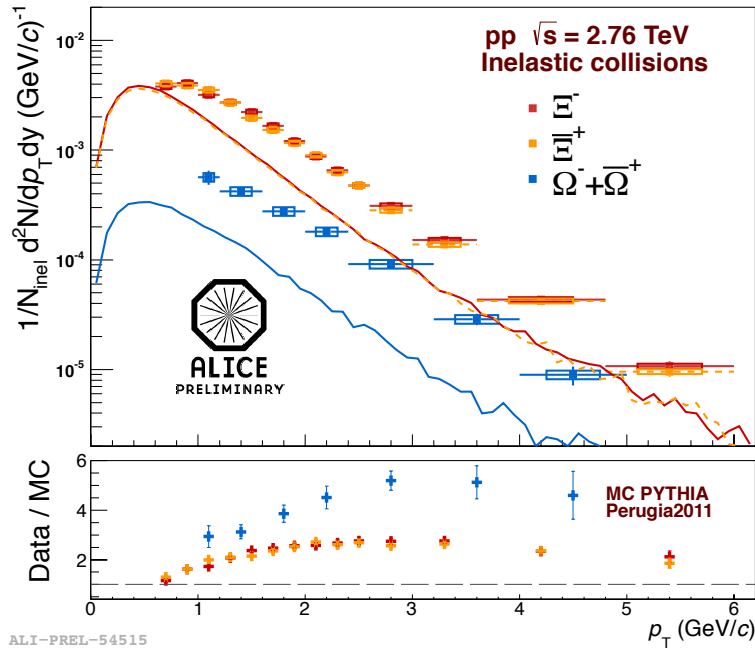 pp √s = 2.76 TeV
Inelastic collisions
Ξ⁻
Ξ̅⁺
Ω⁻+Ω̅⁺
1/N_inel d²N/dp_T dy (GeV/c)⁻¹
10⁻²
10⁻³
10⁻⁴
10⁻⁵
ALICE
PRELIMINARY
Data / MC
6
4
2
MC PYTHIA
Perugia2011
0 1 2 3 4 5 6
p_T (GeV/c)
ALI-PREL-54515